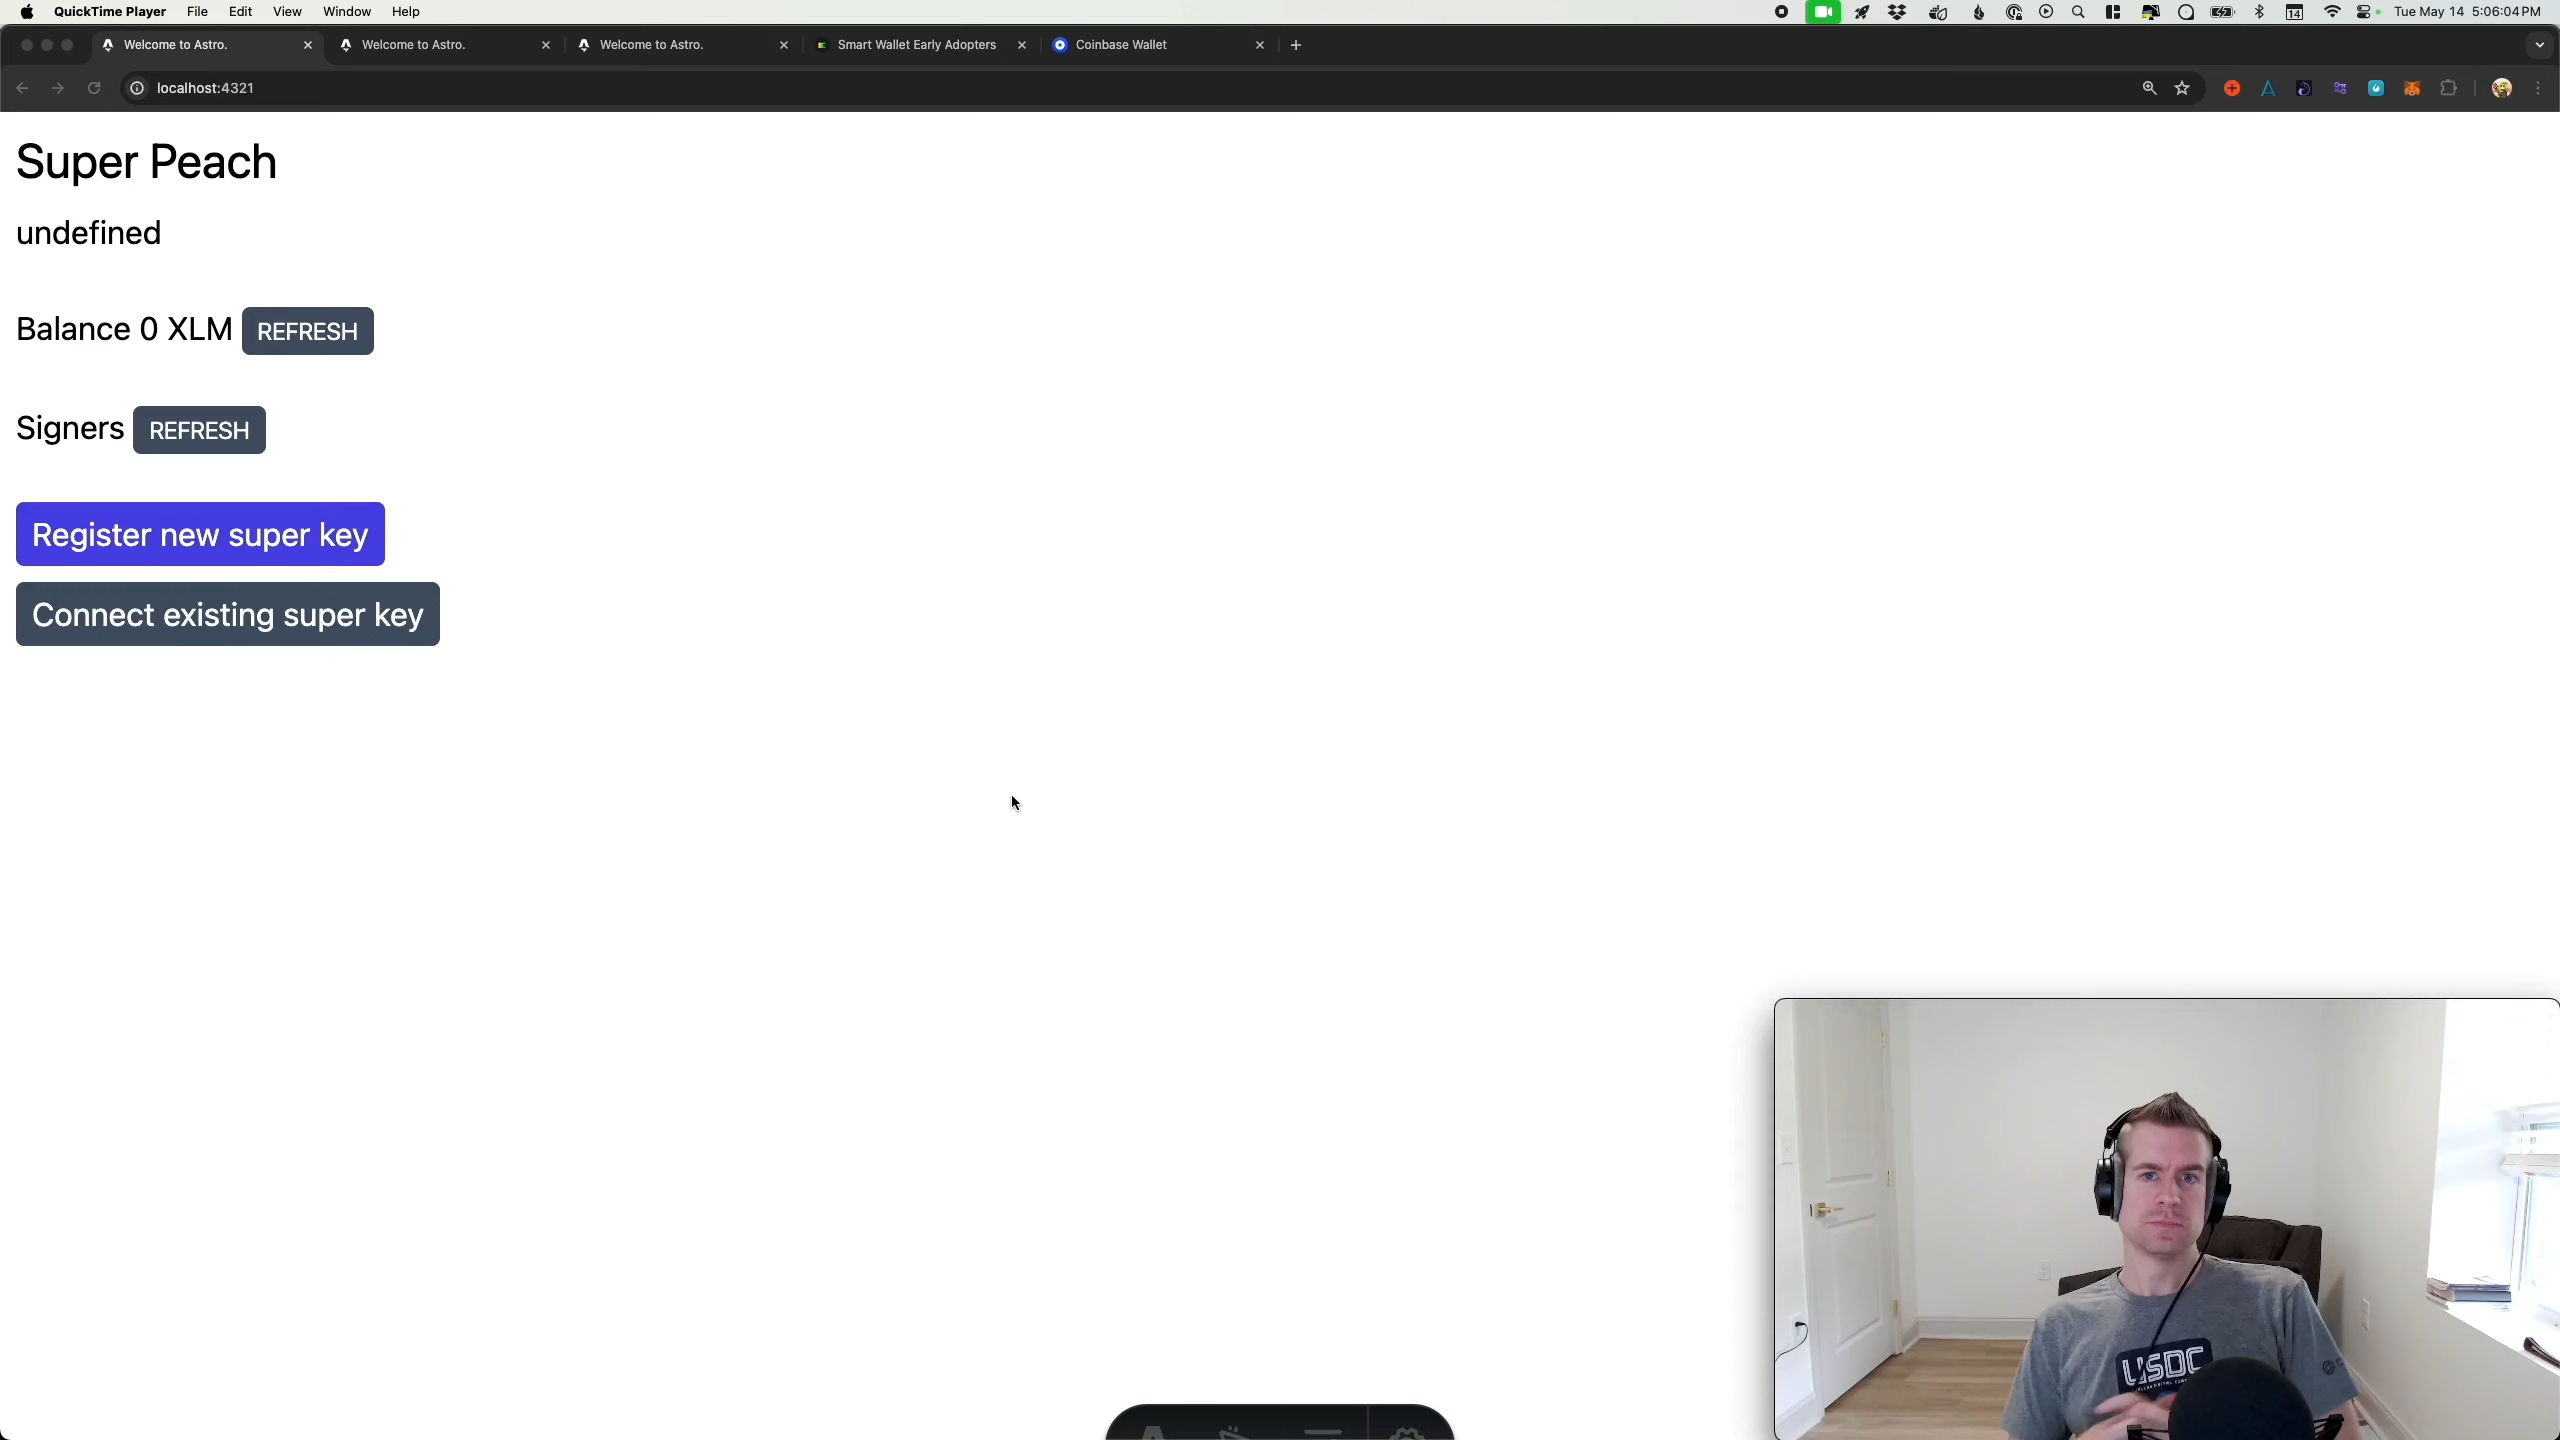 QuickTime Player File Edit View Window Help
14
Tue May 14 5:06:04 PM
Welcome to Astro.
Welcome to Astro.
Welcome to Astro.
Smart Wallet Early Adopters
Coinbase Wallet
localhost:4321
Super Peach
undefined
Balance 0 XLM REFRESH
Signers REFRESH
Register new super key
Connect existing super key
USDC